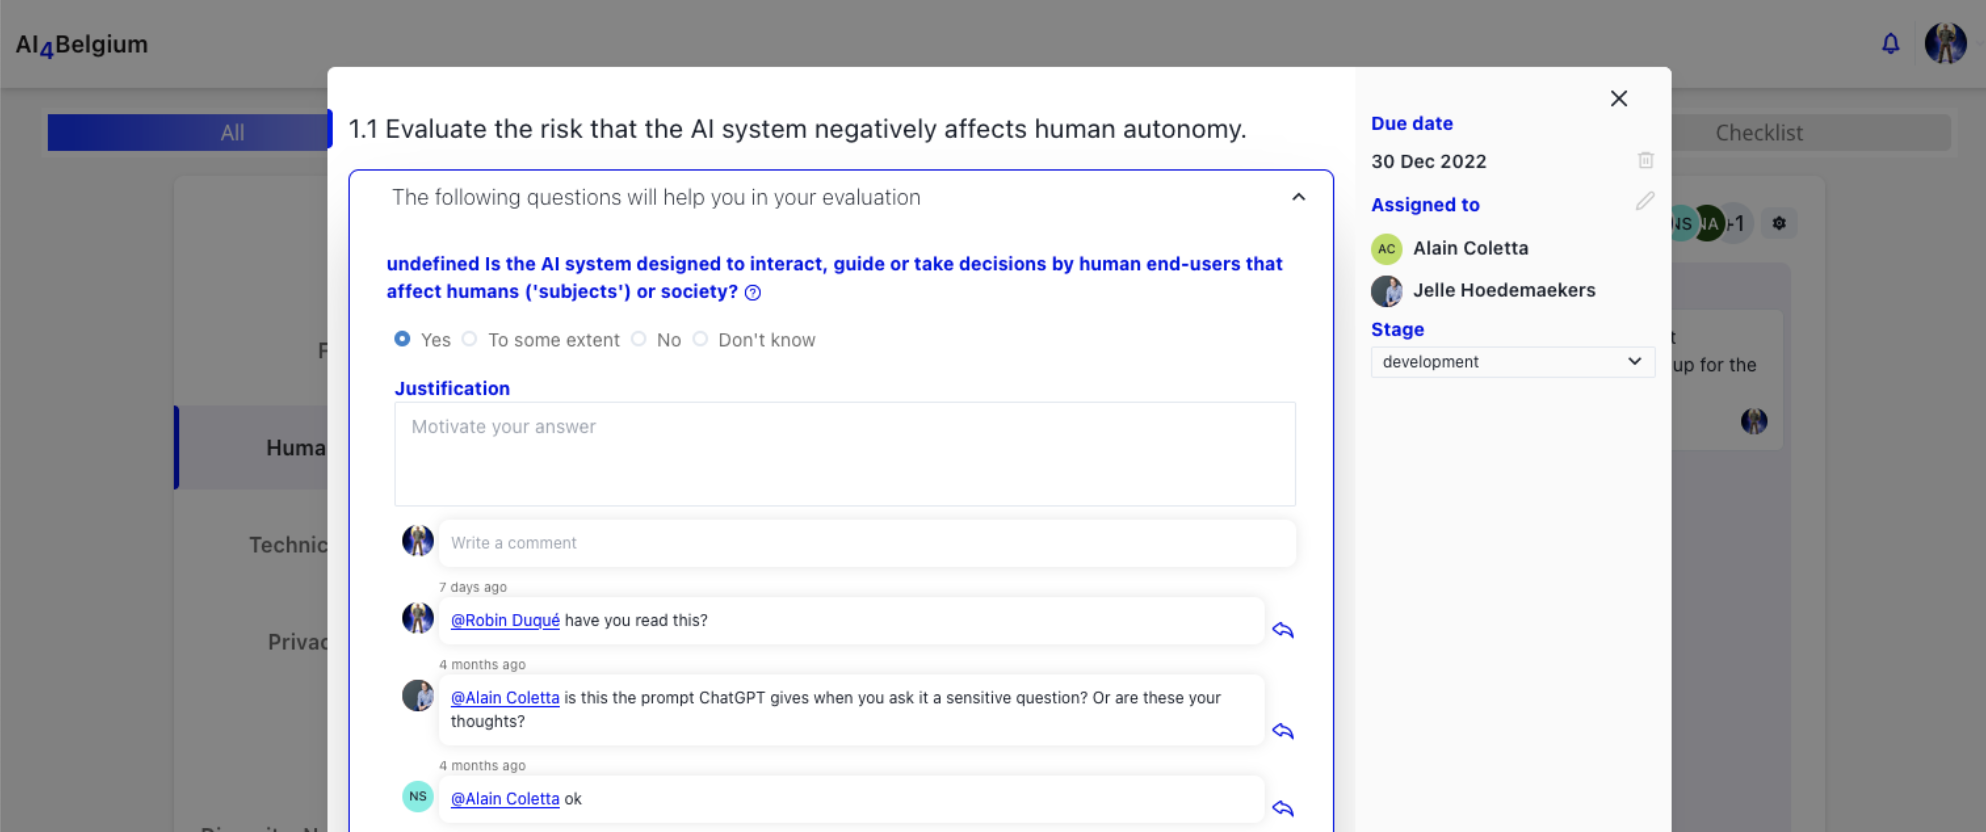 AI4Belgium
All
Checklist
1.1 Evaluate the risk that the AI system negatively affects human autonomy.
The following questions will help you in your evaluation
undefined Is the AI system designed to interact, guide or take decisions by human end-users that
affect humans ('subjects') or society?
Yes To some extent No Don't know
Justification
Motivate your answer
Write a comment
7 days ago
@Robin Duqué have you read this?
4 months ago
@Alain Coletta is this the prompt ChatGPT gives when you ask it a sensitive question? Or are these your
thoughts?
4 months ago
NS
@Alain Coletta ok
Due date
30 Dec 2022
Assigned to
AC Alain Coletta
Jelle Hoedemaekers
Stage
development
NS NA +1
up for the
F
Huma
Technic
Privac